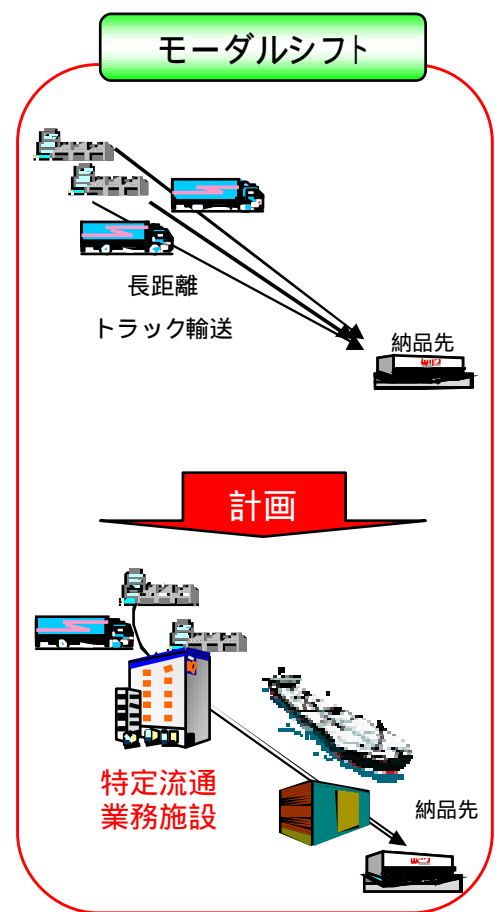 モーダルシフト
長距離
トラック輸送
納品先
計画
特定流通
業務施設
納品先